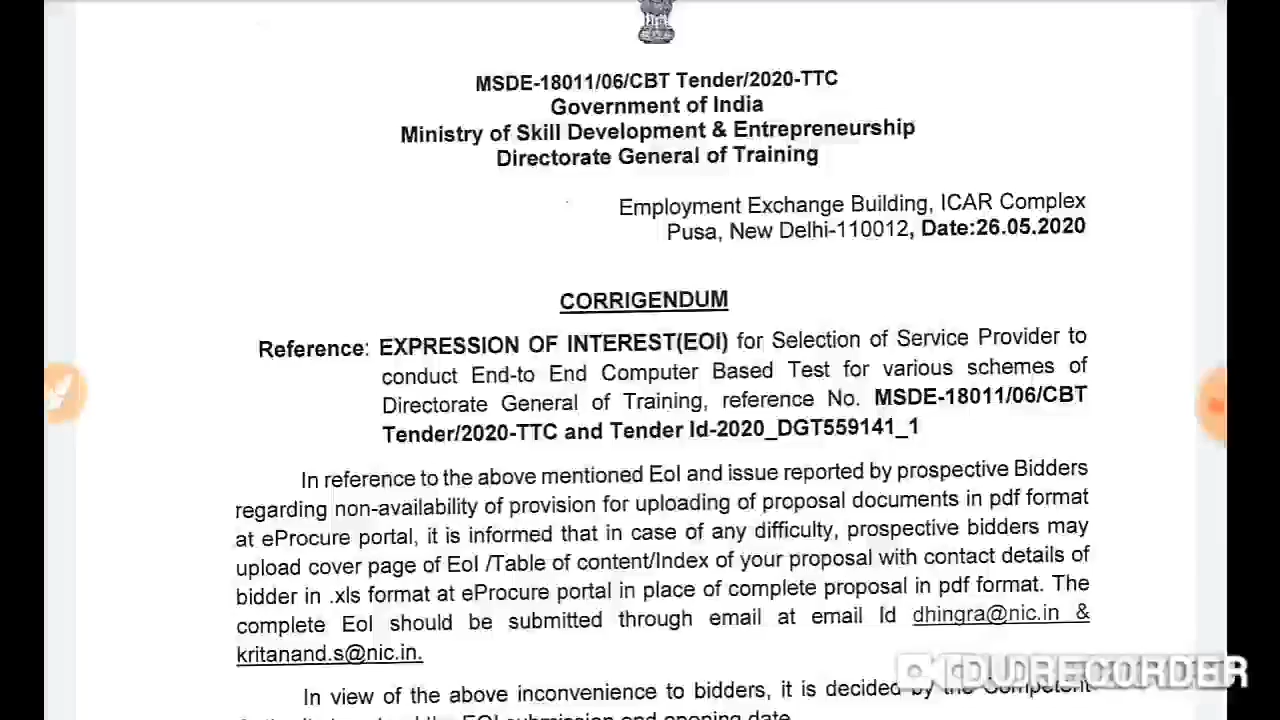 MSDE-18011/06/CBT Tender/2020-TTC
Government of India
Ministry of Skill Development & Entrepreneurship
Directorate General of Training
Employment Exchange Building, ICAR Complex
Pusa, New Delhi-110012, Date:26.05.2020
CORRIGENDUM
Reference: EXPRESSION OF INTEREST(EOI) for Selection of Service Provider to
conduct End-to End Computer Based Test for various schemes of
Directorate General of Training, reference No. MSDE-18011/06/CBT
Tender/2020-TTC and Tender Id-2020_DGT559141_1
In reference to the above mentioned EoI and issue reported by prospective Bidders
regarding non-availability of provision for uploading of proposal documents in pdf format
at eProcure portal, it is informed that in case of any difficulty, prospective bidders may
upload cover page of EoI /Table of content/Index of your proposal with contact details of
bidder in .xls format at eProcure portal in place of complete proposal in pdf format. The
complete EoI should be submitted through email at email Id dhingra@nic.in &
kritanand.s@nic.in.
In view of the above inconvenience to bidders, it is decided by the Competent
the EOI submission and opening date
DU RECORDER